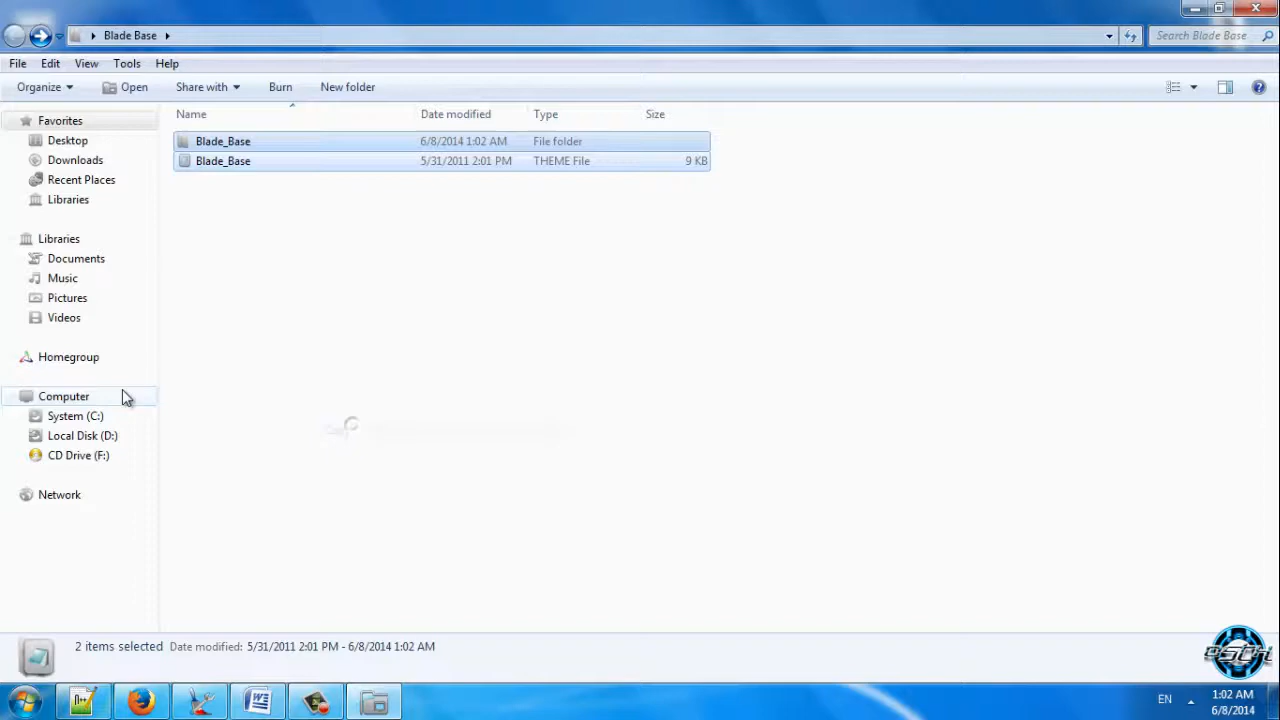 Blade Base
Search Blade Base
File Edit View Tools Help
Organize Open Share with Burn New folder
Name Date modified Type Size
Favorites
Desktop
Downloads
Recent Places
Libraries
Libraries
Documents
Music
Pictures
Videos
Homegroup
Computer
System (C:)
Local Disk (D:)
CD Drive (F:)
Network
Blade_Base 6/8/2014 1:02 AM File folder
Blade_Base 5/31/2011 2:01 PM THEME File 9 KB
2 items selected Date modified: 5/31/2011 2:01 PM - 6/8/2014 1:02 AM
EN
1:02 AM
6/8/2014